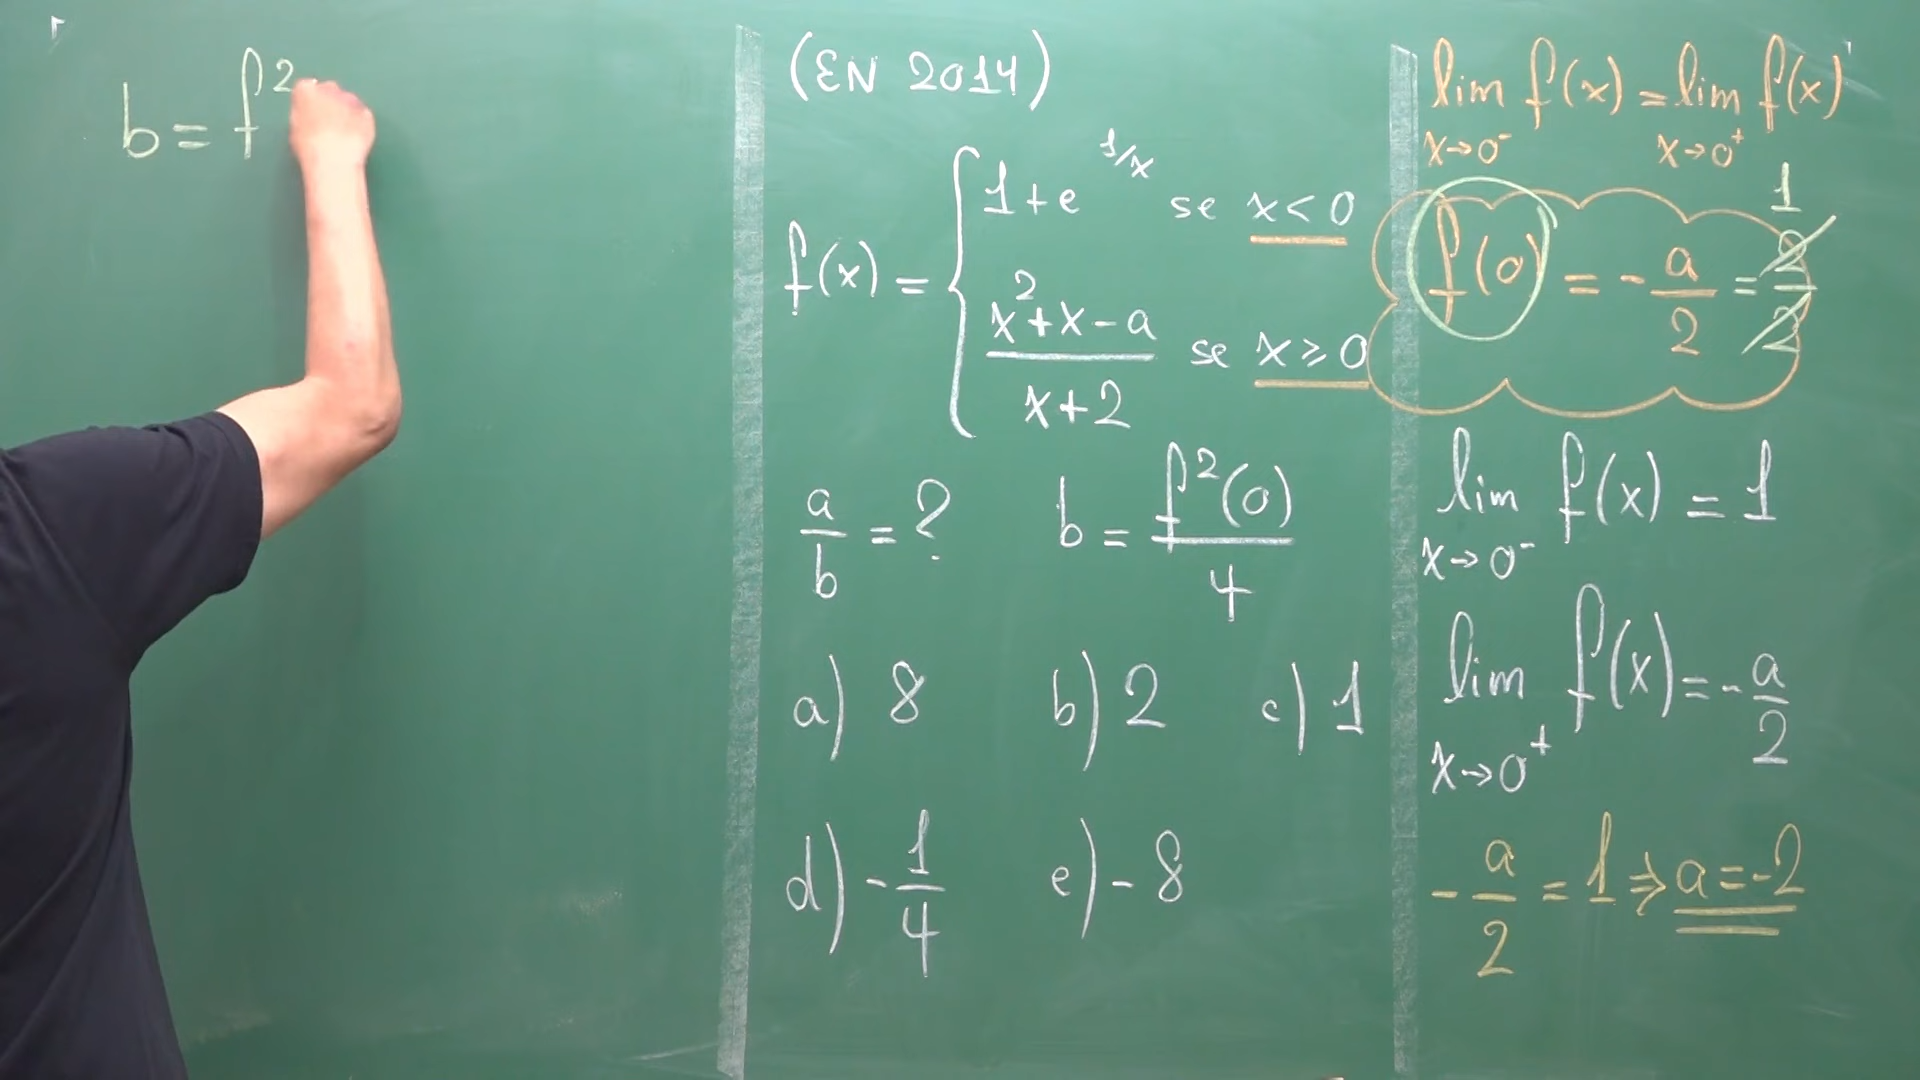 b = f²
(EN 2014)
f(x) = { 1 + e^{1/x} se x < 0
(x² + x - a)/(x + 2) se x ⩾ 0
a/b = ? b = f²(0)/4
a) 8 b) 2 c) 1
d) -1/4 e) -8
lim f(x) = lim f(x)
x→0⁻ x→0⁺
f(0) = -a/2 = 2/2 1
lim f(x) = 1
x→0⁻
lim f(x) = -a/2
x→0⁺
-a/2 = 1 ⇒ a = -2